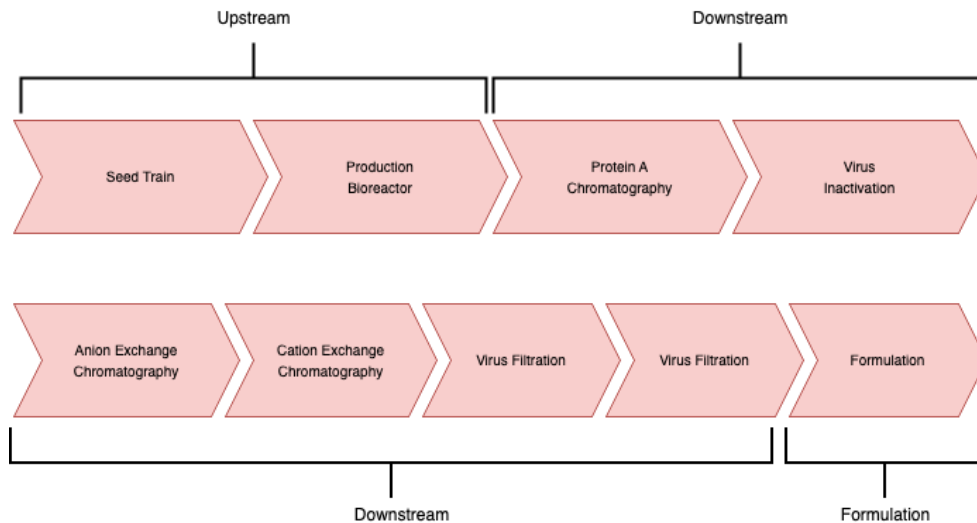 Upstream
Downstream
Seed Train
Production
Bioreactor
Protein A
Chromatography
Virus
Inactivation
Anion Exchange
Chromatography
Cation Exchange
Chromatography
Virus Filtration
Virus Filtration
Formulation
Downstream
Formulation